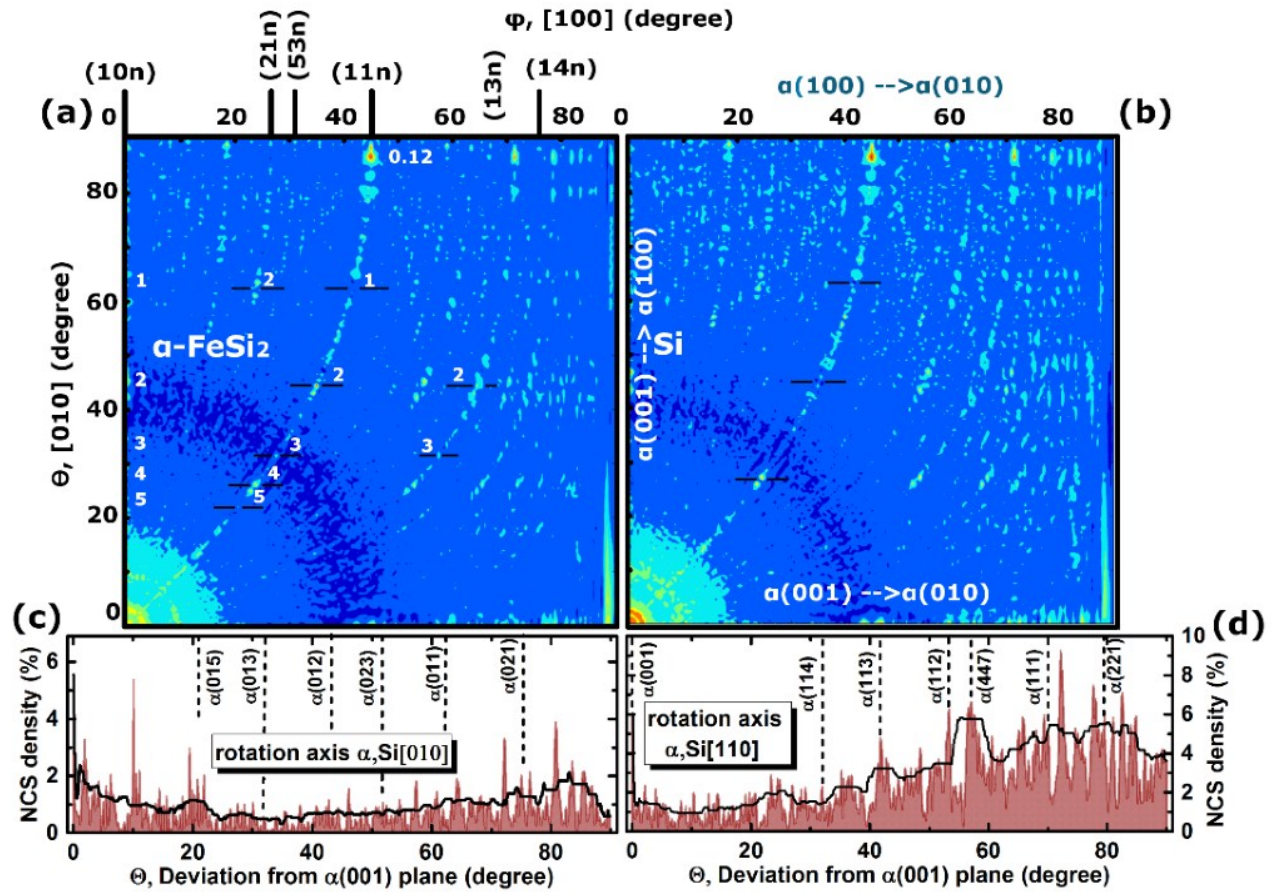 φ, [100] (degree)
(10n)
(21n)
(53n)
(11n)
(13n)
(14n)
α(100) -->α(010)
(a)
0
20
40
60
80
0
20
40
60
80
(b)
0.12
80
60
40
20
0
Θ, [010] (degree)
1
2
1
α-FeSi2
2
2
2
3
3
3
4
4
5
5
α(001) --> α(100)
Si
α(001) -->α(010)
(c)
(d)
NCS density (%)
6
4
2
0
α(015)
α(013)
α(012)
α(023)
α(011)
α(021)
rotation axis α,Si[010]
0
20
40
60
80
Θ, Deviation from α(001) plane (degree)
α(001)
α(114)
α(113)
α(112)
α(447)
α(111)
α(221)
rotation axis
α,Si[110]
10
8
6
4
2
0
NCS density (%)
0
20
40
60
80
Θ, Deviation from α(001) plane (degree)